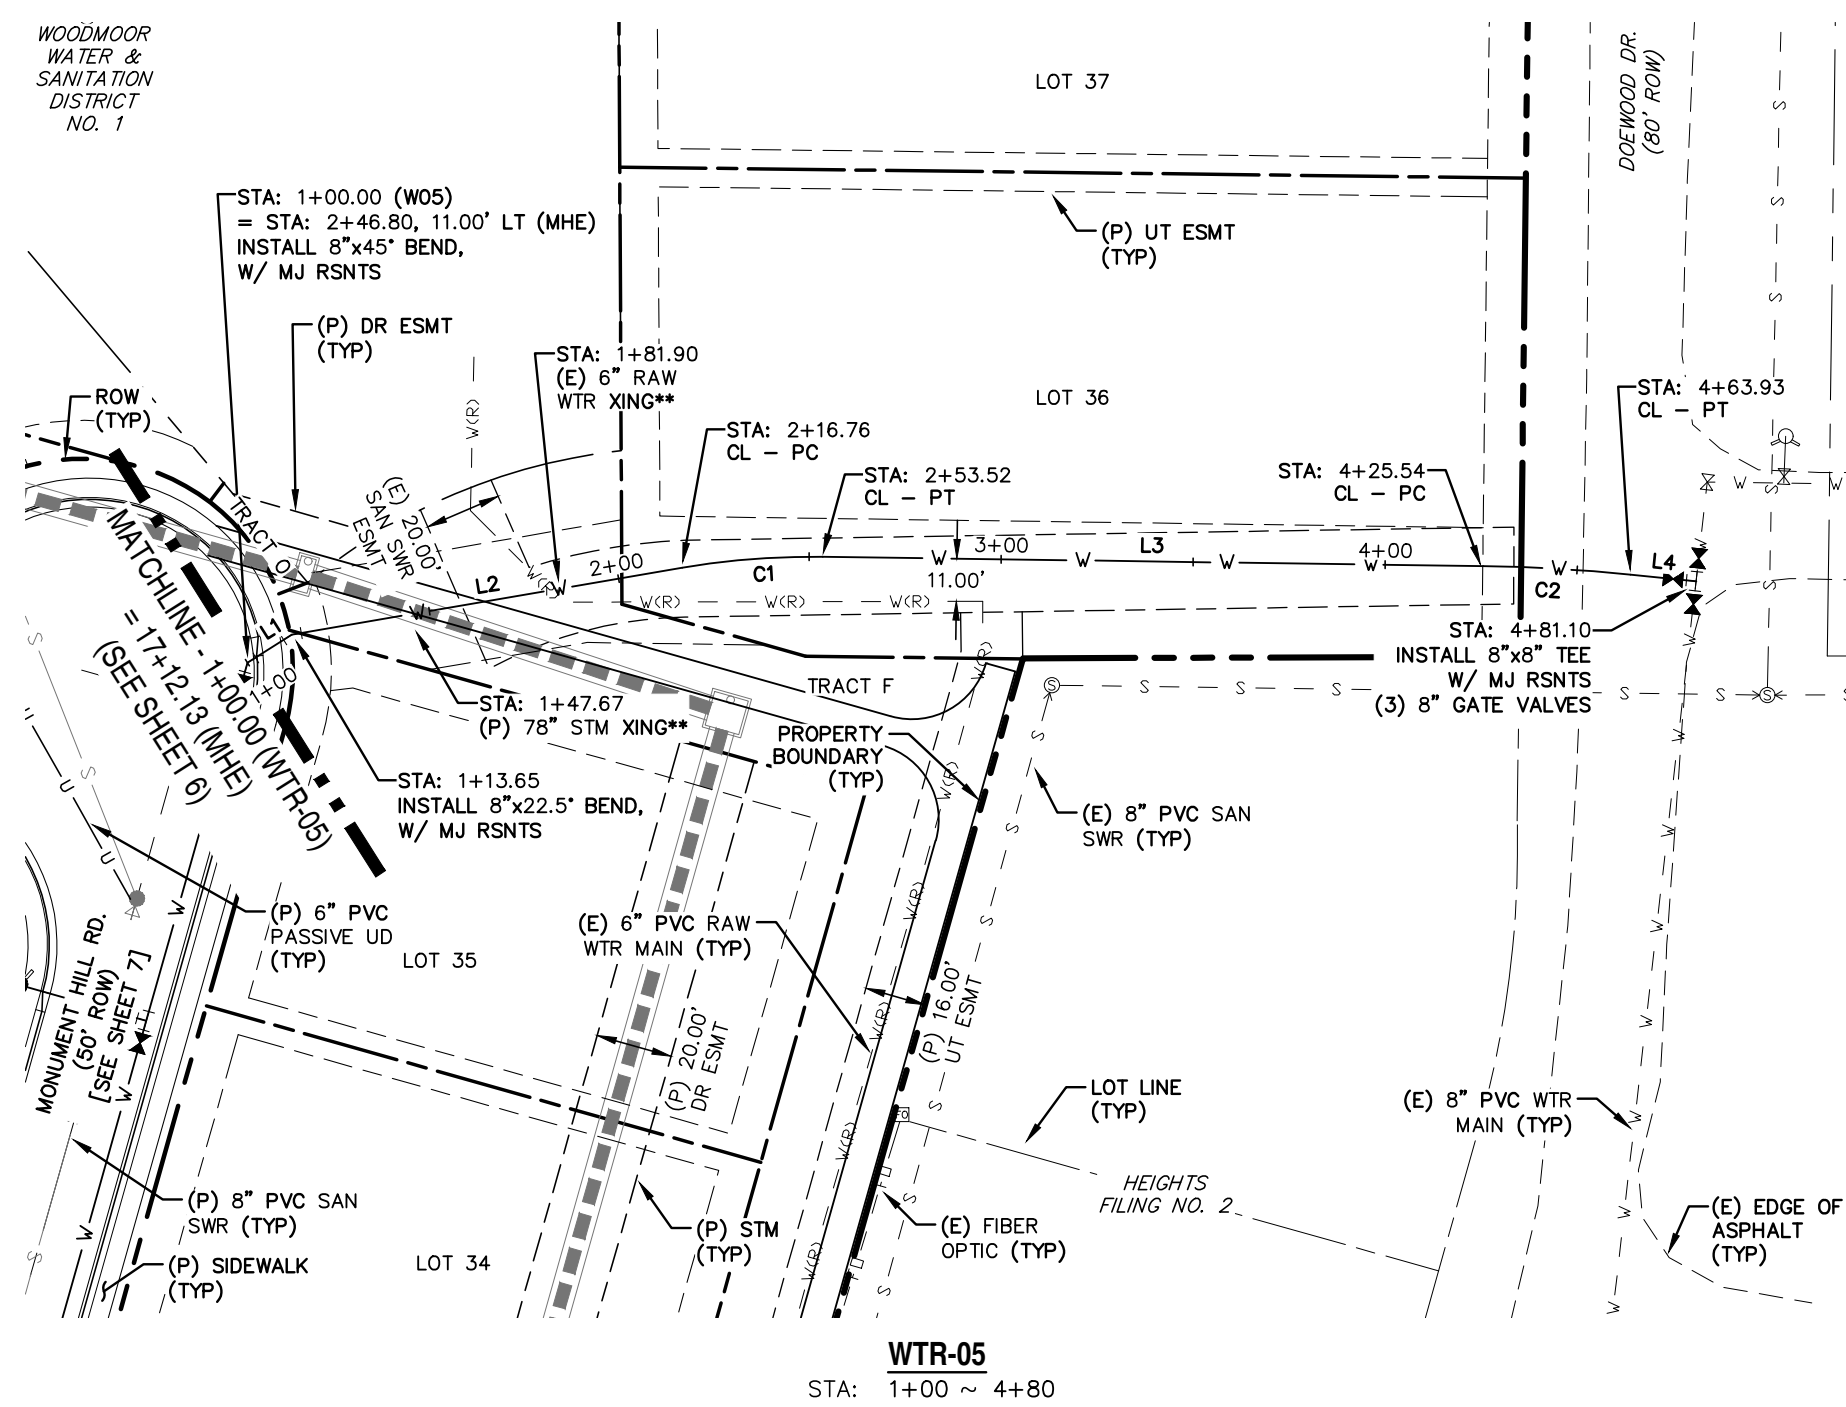 WOODMOOR
WATER &
SANITATION
DISTRICT
NO. 1
LOT 37
DOEWOOD DR.
(80' ROW)
STA: 1+00.00 (W05)
= STA: 2+46.80, 11.00' LT (MHE)
INSTALL 8"x45° BEND,
W/ MJ RSNTS
(P) UT ESMT
(TYP)
(P) DR ESMT
(TYP)
STA: 1+81.90
(E) 6" RAW
WTR XING**
ROW
(TYP)
W(R)
LOT 36
STA: 4+63.93
CL - PT
STA: 2+16.76
CL - PC
STA: 2+53.52
CL - PT
STA: 4+25.54
CL - PC
(E) 20.00'
SAN SWR
ESMT
TRACT O
MATCHLINE - 1+00.00 (WTR-05)
= 17+12.13 (MHE)
(SEE SHEET 6)
L1
1+00
L2
2+00
C1
W
3+00
11.00'
W
L3
W
4+00
W
C2
W
L4
W(R)
W(R)
W(R)
W(R)
STA: 4+81.10
INSTALL 8"x8" TEE
W/ MJ RSNTS
(3) 8" GATE VALVES
TRACT F
STA: 1+47.67
(P) 78" STM XING**
PROPERTY
BOUNDARY
(TYP)
STA: 1+13.65
INSTALL 8"x22.5° BEND,
W/ MJ RSNTS
(E) 8" PVC SAN
SWR (TYP)
(P) 6" PVC
PASSIVE UD
(TYP)
LOT 35
(E) 6" PVC RAW
WTR MAIN (TYP)
MONUMENT HILL RD.
(50' ROW)
[SEE SHEET 7]
(P) 20.00'
DR ESMT
(P) 16.00'
UT ESMT
LOT LINE
(TYP)
(E) 8" PVC WTR
MAIN (TYP)
HEIGHTS
FILING NO. 2
(P) 8" PVC SAN
SWR (TYP)
(P) STM
(TYP)
(E) FIBER
OPTIC (TYP)
(E) EDGE OF
ASPHALT
(TYP)
(P) SIDEWALK
(TYP)
LOT 34
WTR-05
STA: 1+00 ~ 4+80